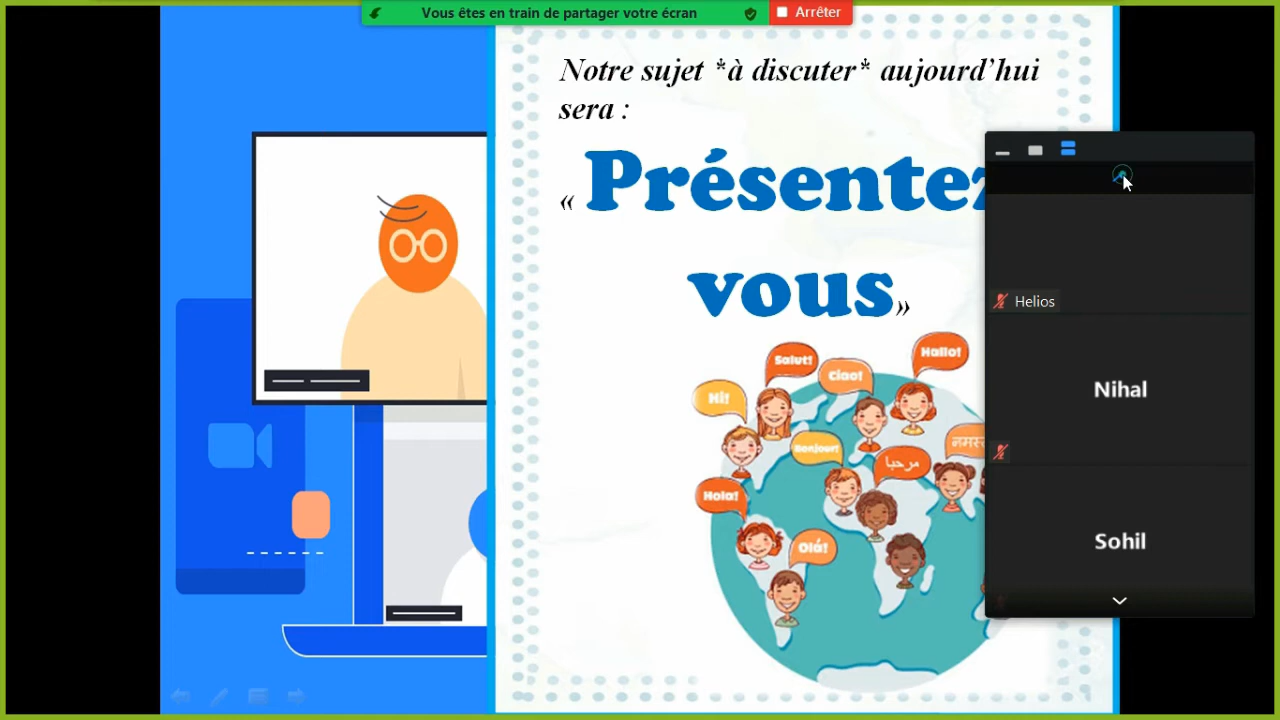 Vous êtes en train de partager votre écran
Arrêter
Notre sujet *à discuter* aujourd’hui
sera :
« Présentez
vous»
Salut!
Hallo!
Ciao!
Hi!
Bonjour!
مرحبا
Hola!
Olá!
Helios
Nihal
Sohil